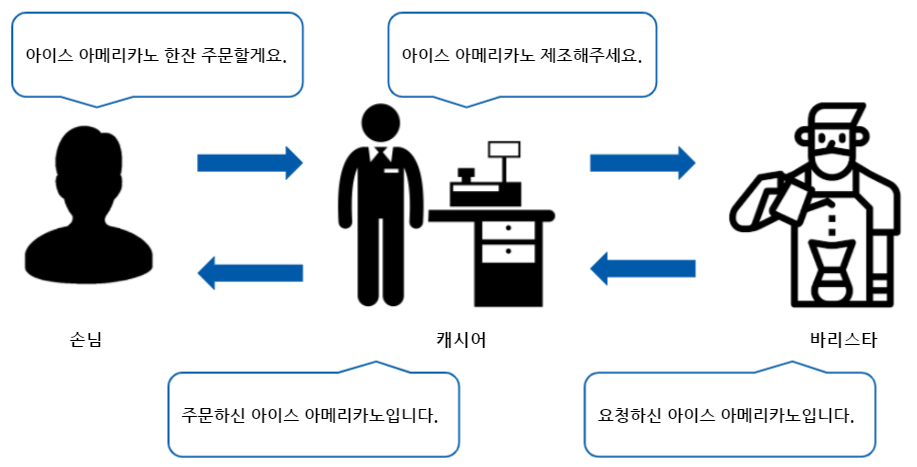 아이스 아메리카노 한잔 주문할게요.
아이스 아메리카노 제조해주세요.
손님
캐시어
바리스타
주문하신 아이스 아메리카노입니다.
요청하신 아이스 아메리카노입니다.